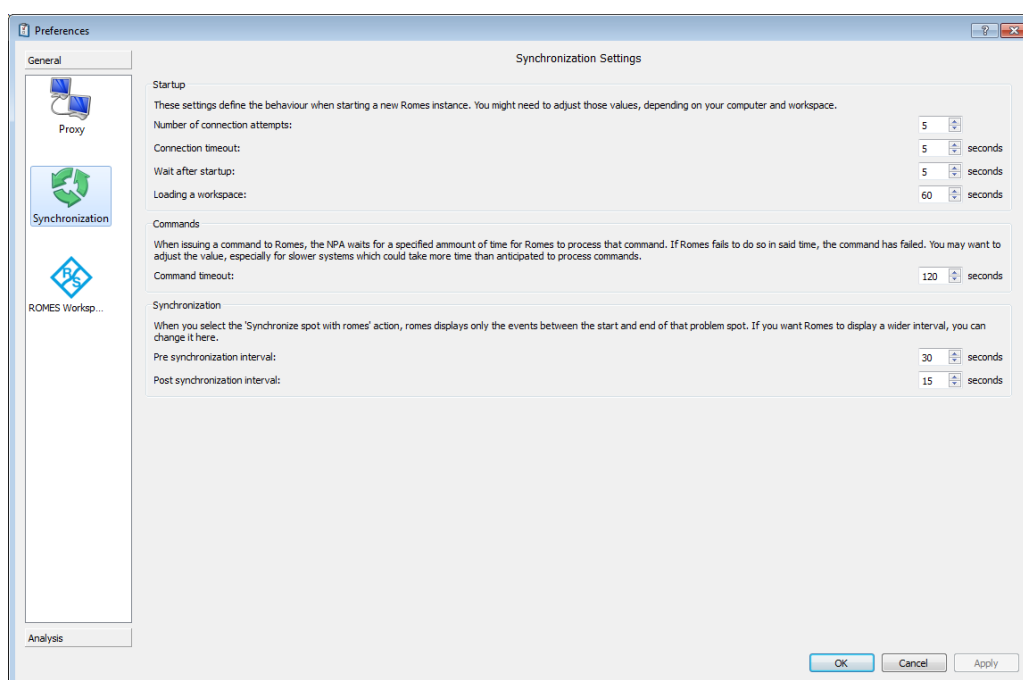 Preferences
General
Synchronization Settings
Proxy
Synchronization
R&S
ROMES Worksp...
Analysis
Startup
These settings define the behaviour when starting a new Romes instance. You might need to adjust those values, depending on your computer and workspace.
Number of connection attempts: 5
Connection timeout: 5 seconds
Wait after startup: 5 seconds
Loading a workspace: 60 seconds
Commands
When issuing a command to Romes, the NPA waits for a specified ammount of time for Romes to process that command. If Romes fails to do so in said time, the command has failed. You may want to
adjust the value, especially for slower systems which could take more time than anticipated to process commands.
Command timeout: 120 seconds
Synchronization
When you select the 'Synchronize spot with romes' action, romes displays only the events between the start and end of that problem spot. If you want Romes to display a wider interval, you can
change it here.
Pre synchronization interval: 30 seconds
Post synchronization interval: 15 seconds
OK Cancel Apply